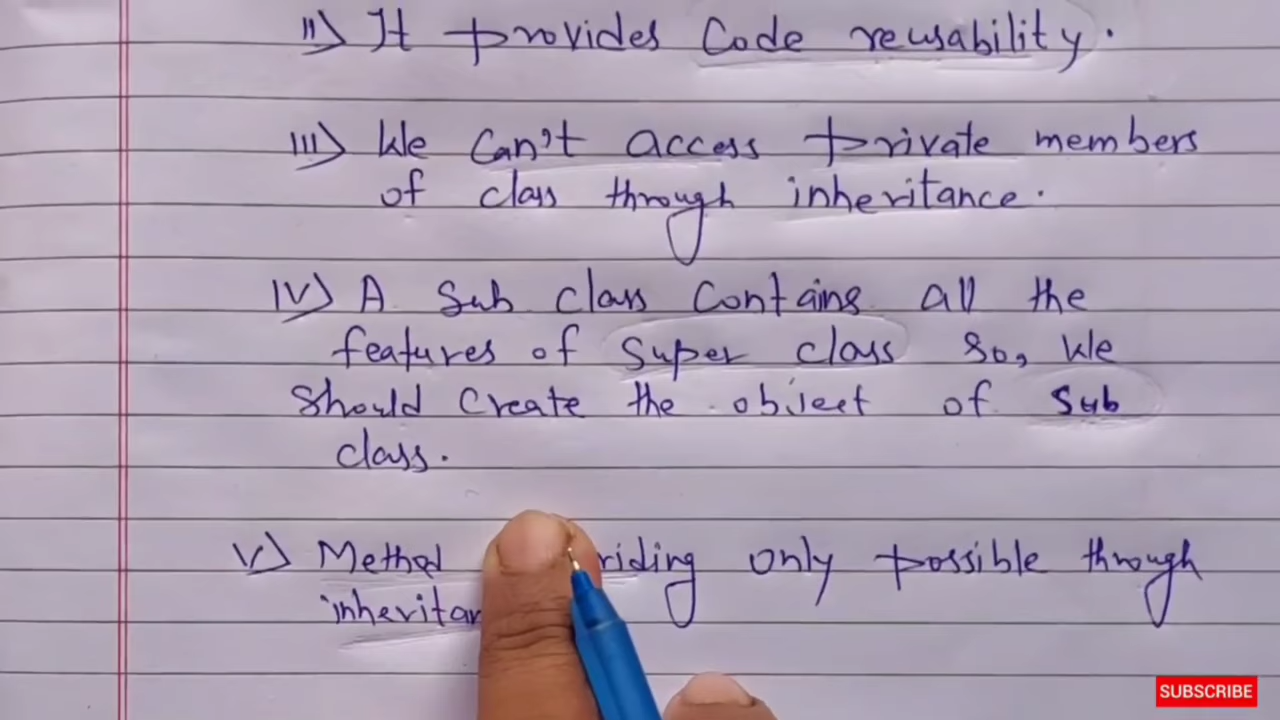 II) It provides Code reusability.
III) We Can't access private members
of class through inheritance.
IV) A Sub class Contains all the
features of Super class so, We
should Create the object of Sub
class.
V) Method riding only possible through
inheritan
SUBSCRIBE